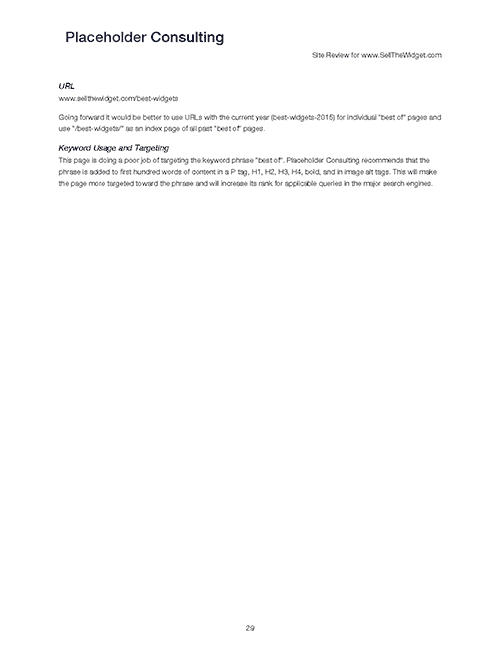 Placeholder Consulting
Site Review for www.SellTheWidget.com
URL
www.sellthewidget.com/best-widgets
Going forward it would be better to use URLs with the current year (best-widgets-2015) for individual "best of" pages and
use "/best-widgets/" as an index page of all past "best of" pages.
Keyword Usage and Targeting
This page is doing a poor job of targeting the keyword phrase "best of". Placeholder Consulting recommends that the
phrase is added to first hundred words of content in a P tag, H1, H2, H3, H4, bold, and in image alt tags. This will make
the page more targeted toward the phrase and will increase its rank for applicable queries in the major search engines.
29